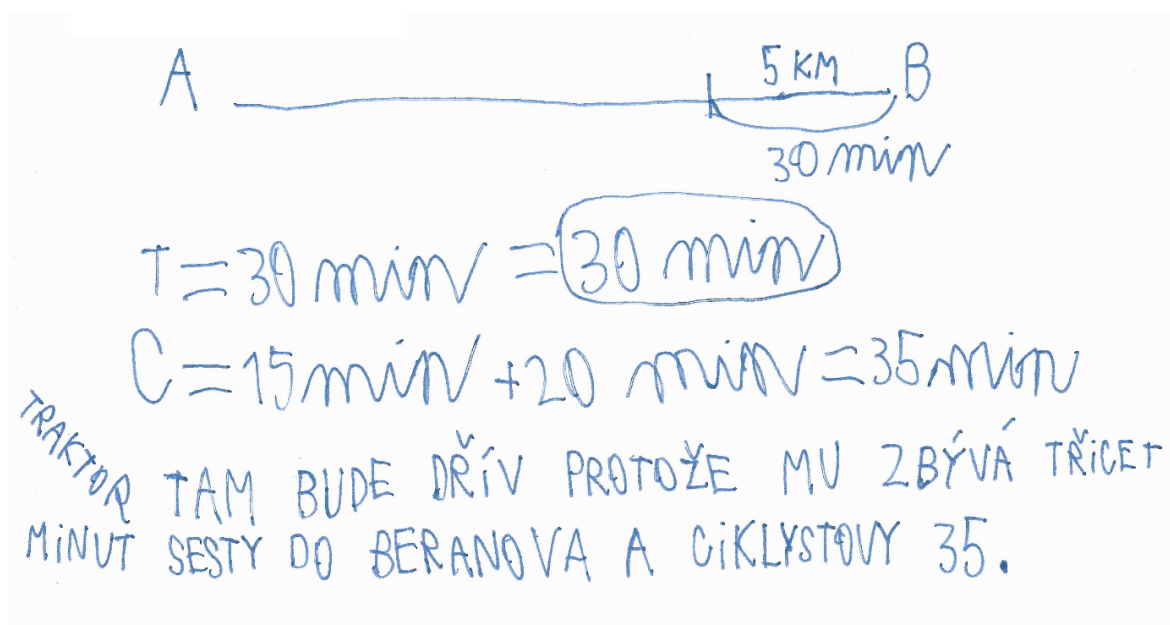 A 5 KM B
30 min
T = 30 min = 30 min
C = 15 min + 20 min = 35 min
TRAKTOR TAM BUDE DŘÍV PROTOŽE MU ZBÝVÁ TŘICET
MINUT SESTY DO BERANOVA A CIKLYSTOVY 35.